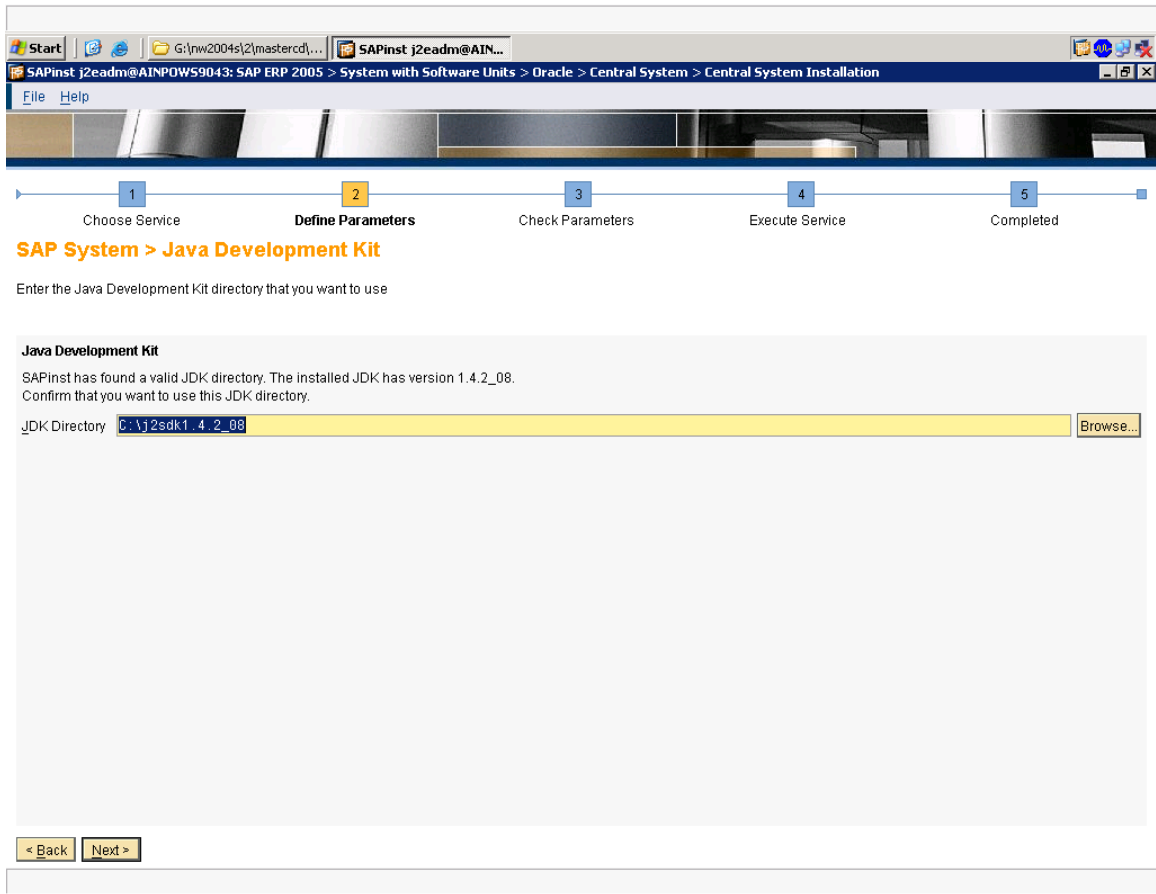 Start G:\nw2004s\2\mastercd\... SAPinst j2eadm@AIN...
SAPinst j2eadm@AINPOWS9043: SAP ERP 2005 > System with Software Units > Oracle > Central System > Central System Installation
File Help
1 2 3 4 5
Choose Service Define Parameters Check Parameters Execute Service Completed
SAP System > Java Development Kit
Enter the Java Development Kit directory that you want to use
Java Development Kit
SAPinst has found a valid JDK directory. The installed JDK has version 1.4.2_08.
Confirm that you want to use this JDK directory.
JDK Directory C:\j2sdk1.4.2_08 Browse...
< Back Next >